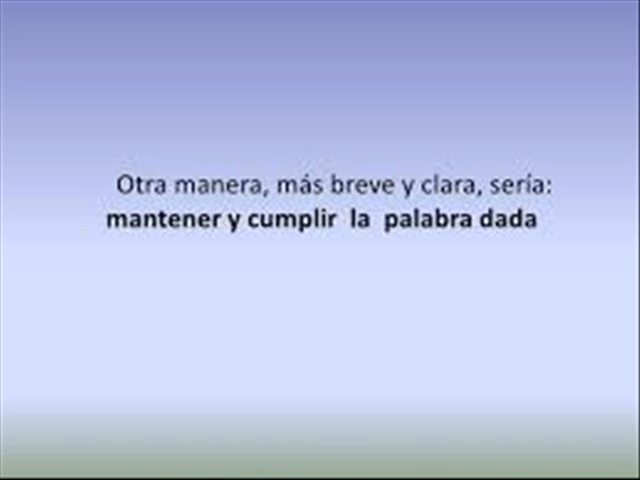 Otra manera, más breve y clara, sería:
mantener y cumplir la palabra dada